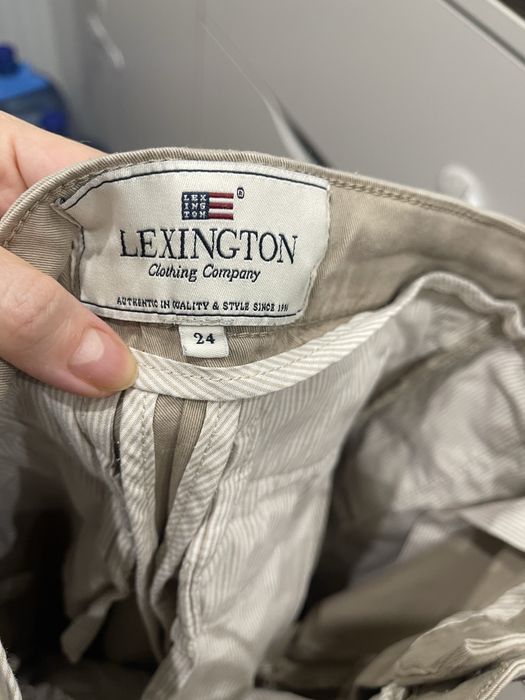 LEX
ING
TON
®
LEXINGTON
Clothing Company
AUTHENTIC IN QUALITY & STYLE SINCE
24